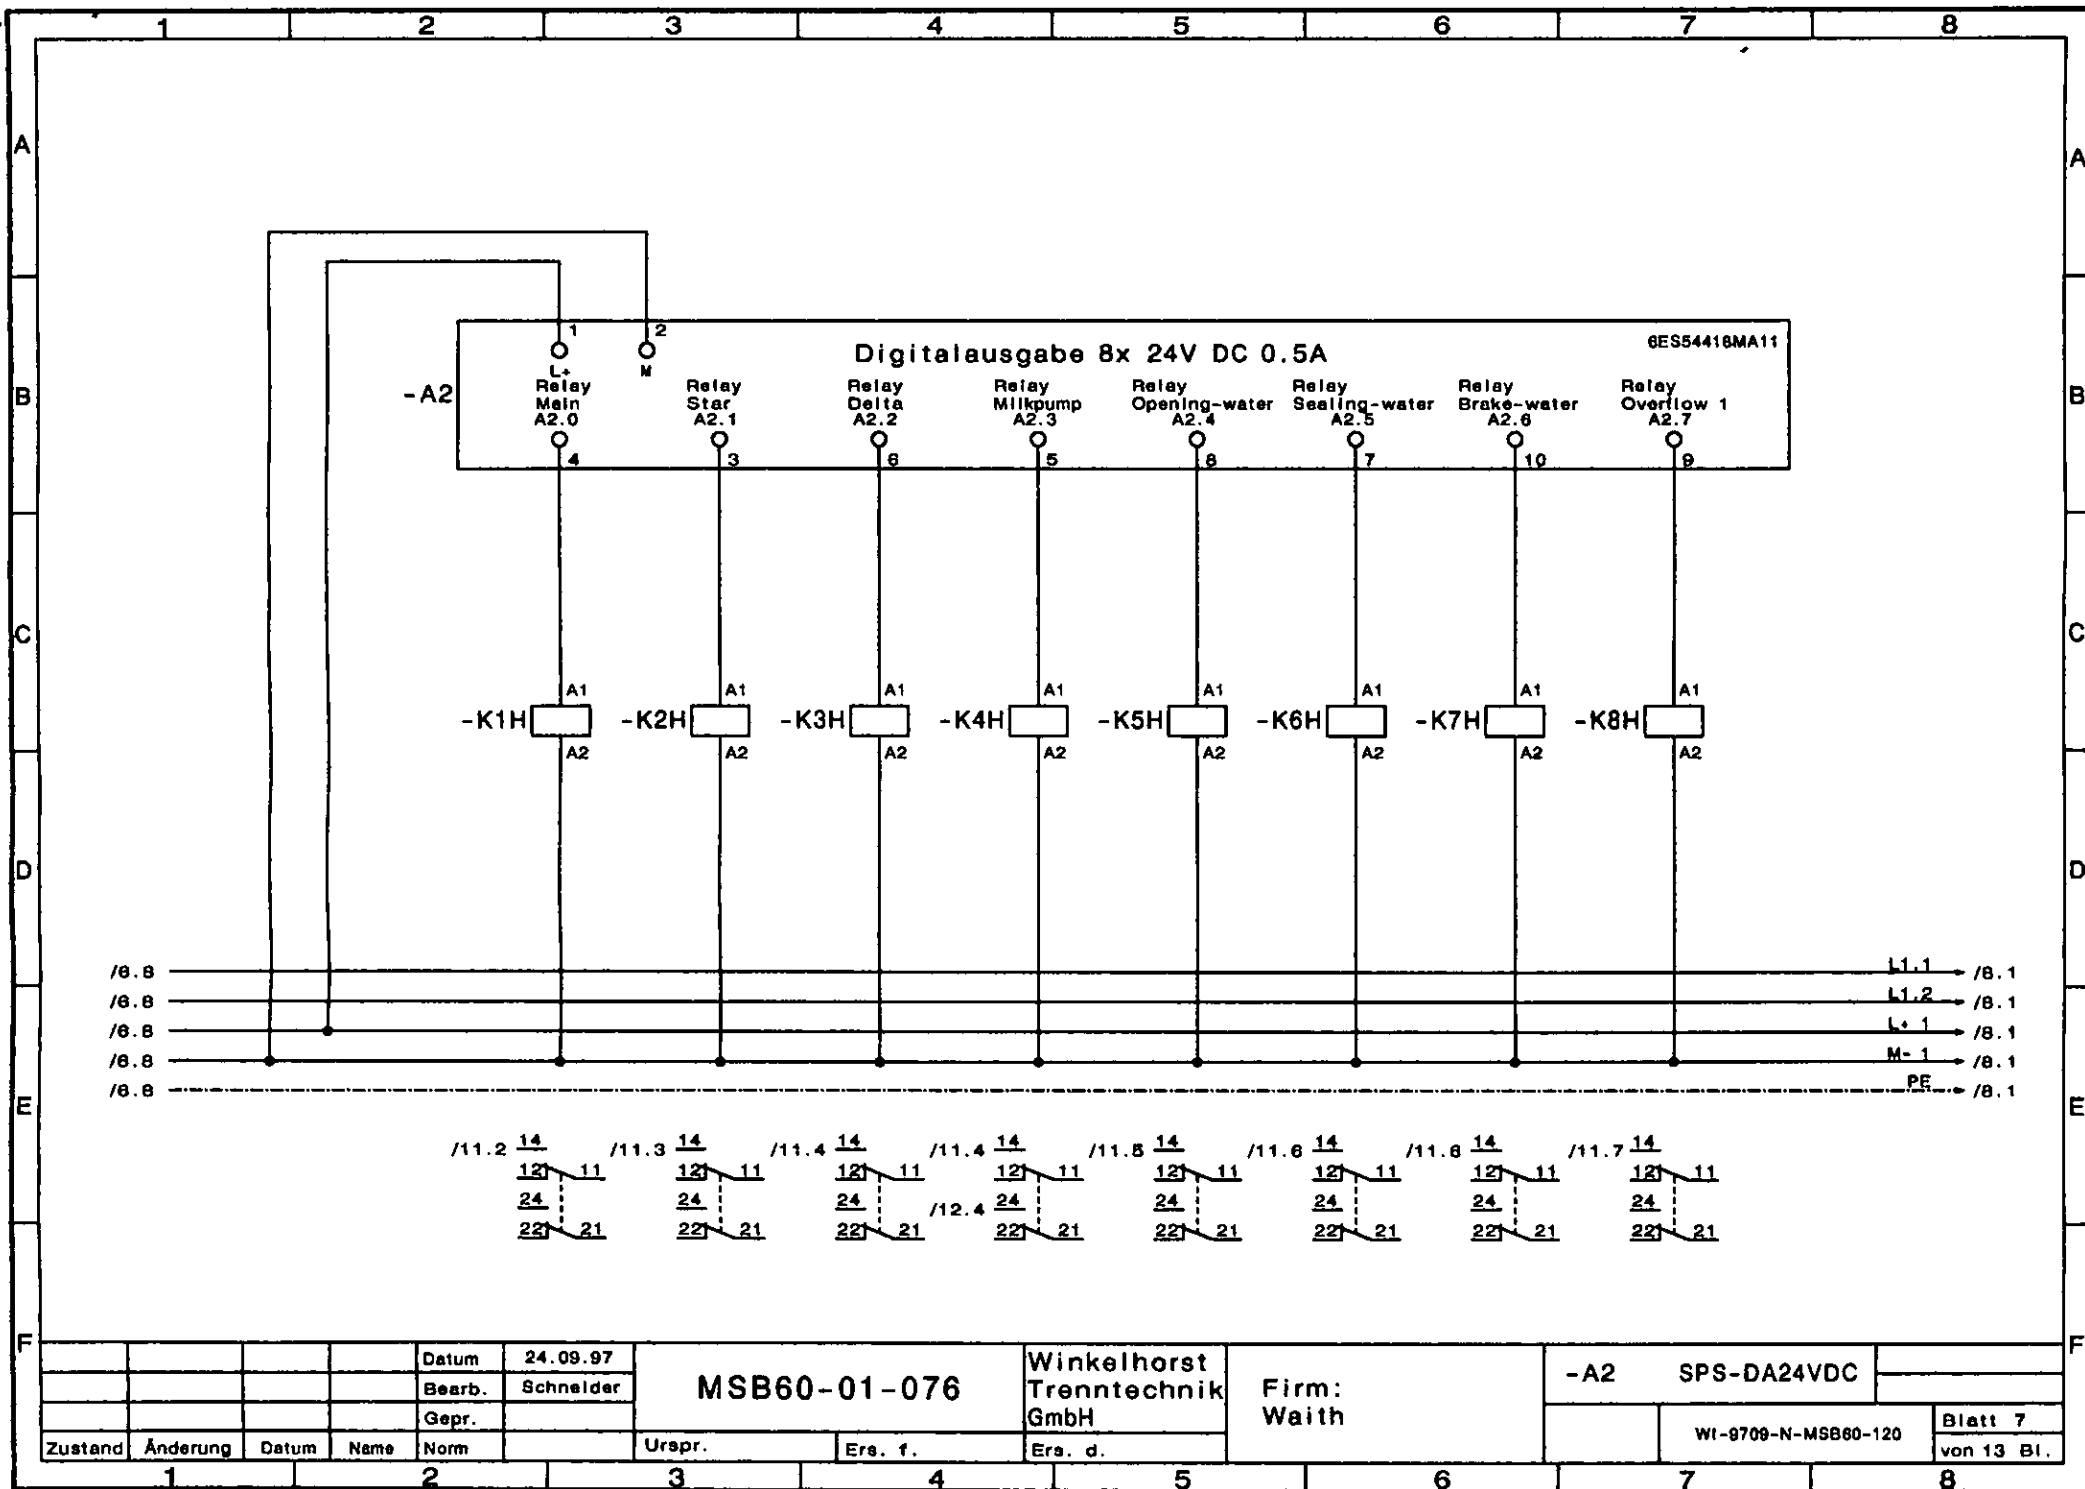 1 2 3 4 5 6 7 8
A A
1 2
Digitalausgabe 8x 24V DC 0.5A
6ES54418MA11
L+ M
-A2
B B
Relay Main A2.0
Relay Star A2.1
Relay Delta A2.2
Relay Milkpump A2.3
Relay Opening-water A2.4
Relay Sealing-water A2.5
Relay Brake-water A2.6
Relay Overflow 1 A2.7
4 3 6 5 8 7 10 9
C C
A1 A1 A1 A1 A1 A1 A1 A1
-K1H -K2H -K3H -K4H -K5H -K6H -K7H -K8H
A2 A2 A2 A2 A2 A2 A2 A2
D D
/6.8 L1.1 /8.1
/6.8 L1.2 /8.1
/6.8 L+ 1 /8.1
/6.8 M- 1 /8.1
/6.8 PE /8.1
E E
/11.2 14 /11.3 14 /11.4 14 /11.4 14 /11.5 14 /11.6 14 /11.6 14 /11.7 14
12 11 12 11 12 11 12 11 12 11 12 11 12 11 12 11
24 24 24 /12.4 24 24 24 24 24
22 21 22 21 22 21 22 21 22 21 22 21 22 21 22 21
F F
Datum 24.09.97
Bearb. Schneider
Gepr.
Zustand Änderung Datum Name Norm
MSB60-01-076
Urspr. Ers. f. Ers. d.
Winkelhorst
Trenntechnik
GmbH
Firm:
Waith
-A2 SPS-DA24VDC
WI-9709-N-MSB60-120
Blatt 7
von 13 Bl.
1 2 3 4 5 6 7 8